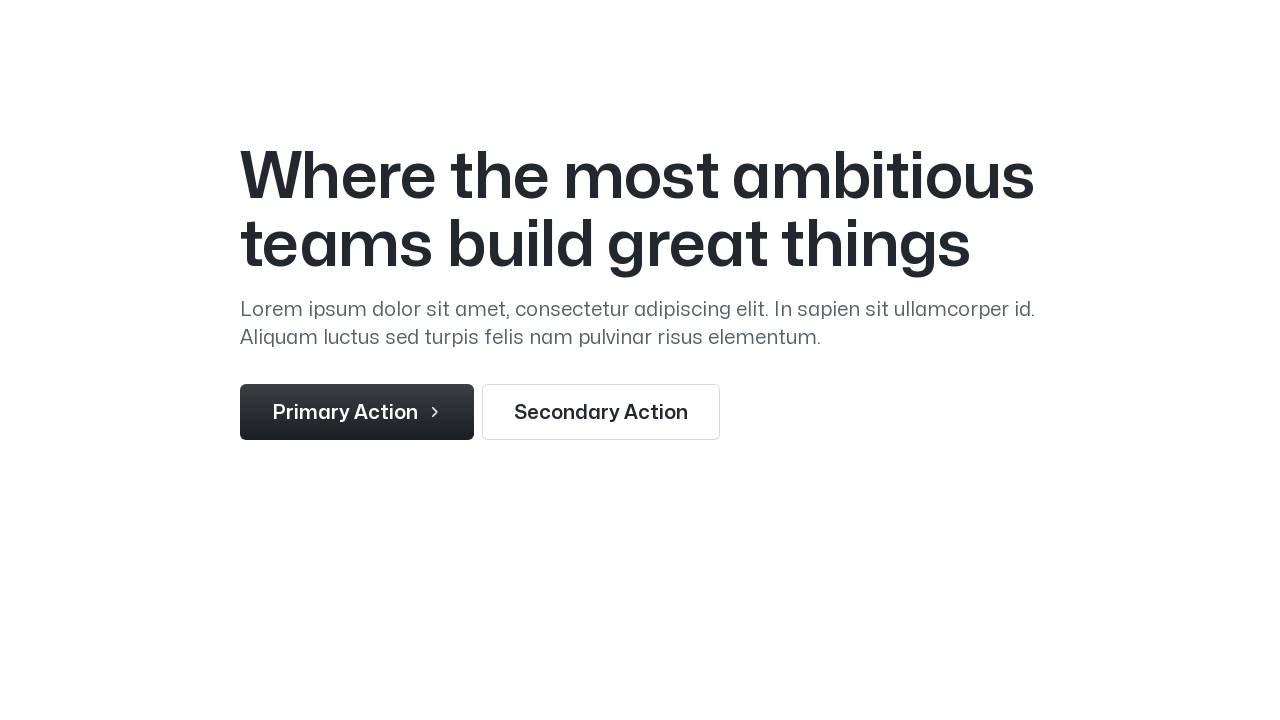 Where the most ambitious
teams build great things
Lorem ipsum dolor sit amet, consectetur adipiscing elit. In sapien sit ullamcorper id.
Aliquam luctus sed turpis felis nam pulvinar risus elementum.
Primary Action
Secondary Action